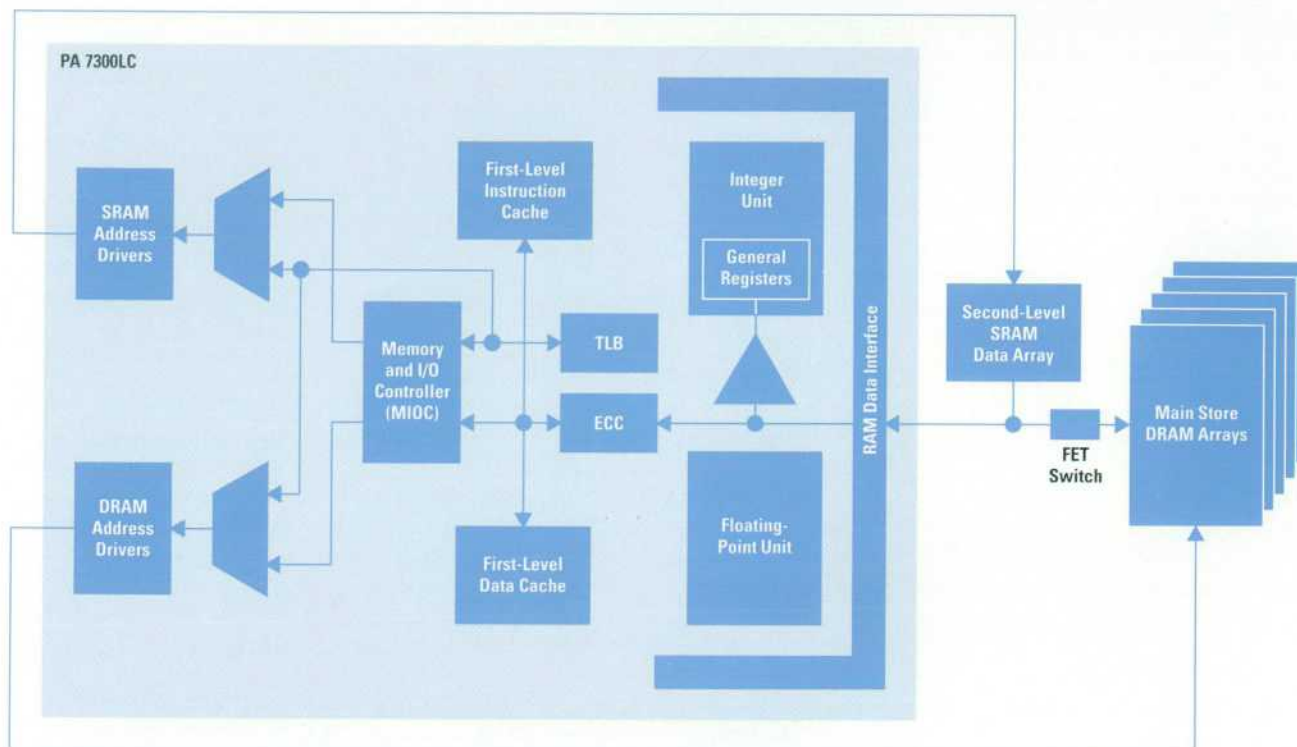 PA 7300LC
SRAM
Address
Drivers
First-Level
Instruction
Cache
Integer
Unit
General
Registers
Memory
and I/O
Controller
(MIOC)
TLB
ECC
RAM Data Interface
Second-Level
SRAM
Data Array
Main Store
DRAM Arrays
FET
Switch
DRAM
Address
Drivers
First-Level
Data Cache
Floating-
Point Unit